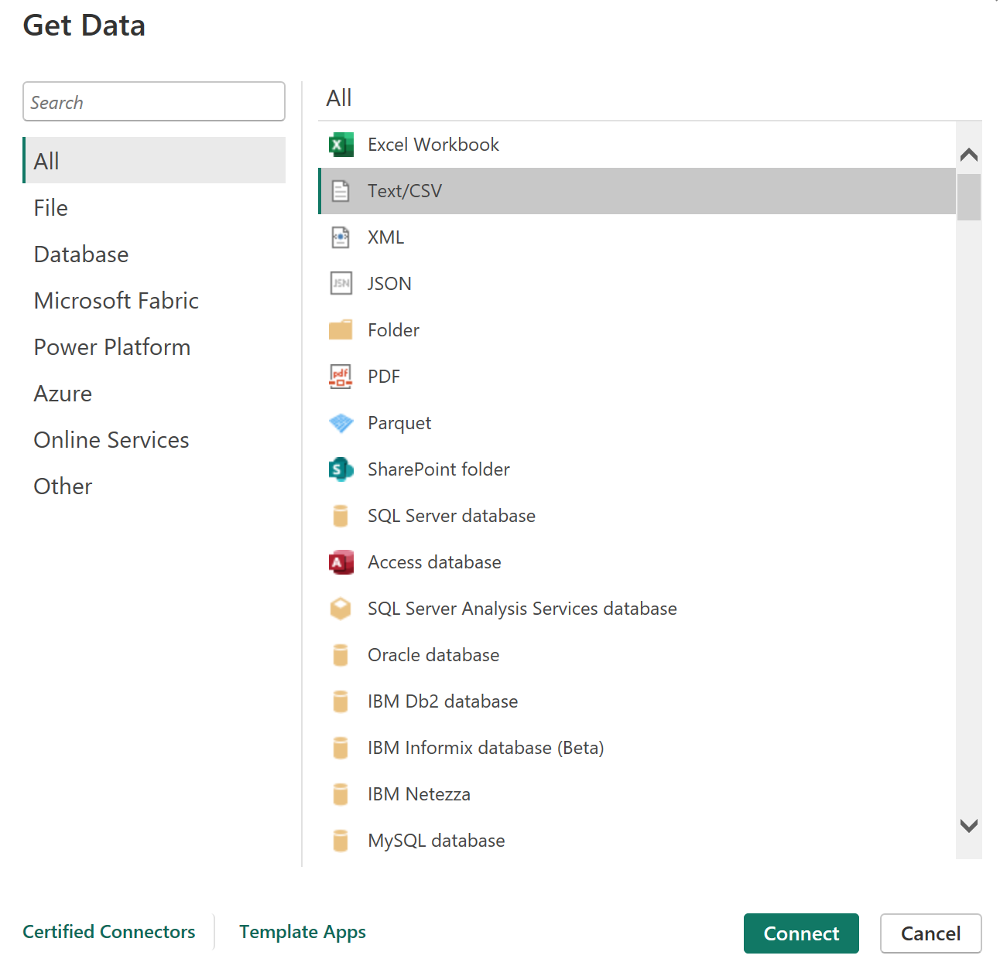 Get Data
Search
All
File
Database
Microsoft Fabric
Power Platform
Azure
Online Services
Other
All
Excel Workbook
Text/CSV
XML
JSON
Folder
PDF
Parquet
SharePoint folder
SQL Server database
Access database
SQL Server Analysis Services database
Oracle database
IBM Db2 database
IBM Informix database (Beta)
IBM Netezza
MySQL database
Certified Connectors
Template Apps
Connect
Cancel